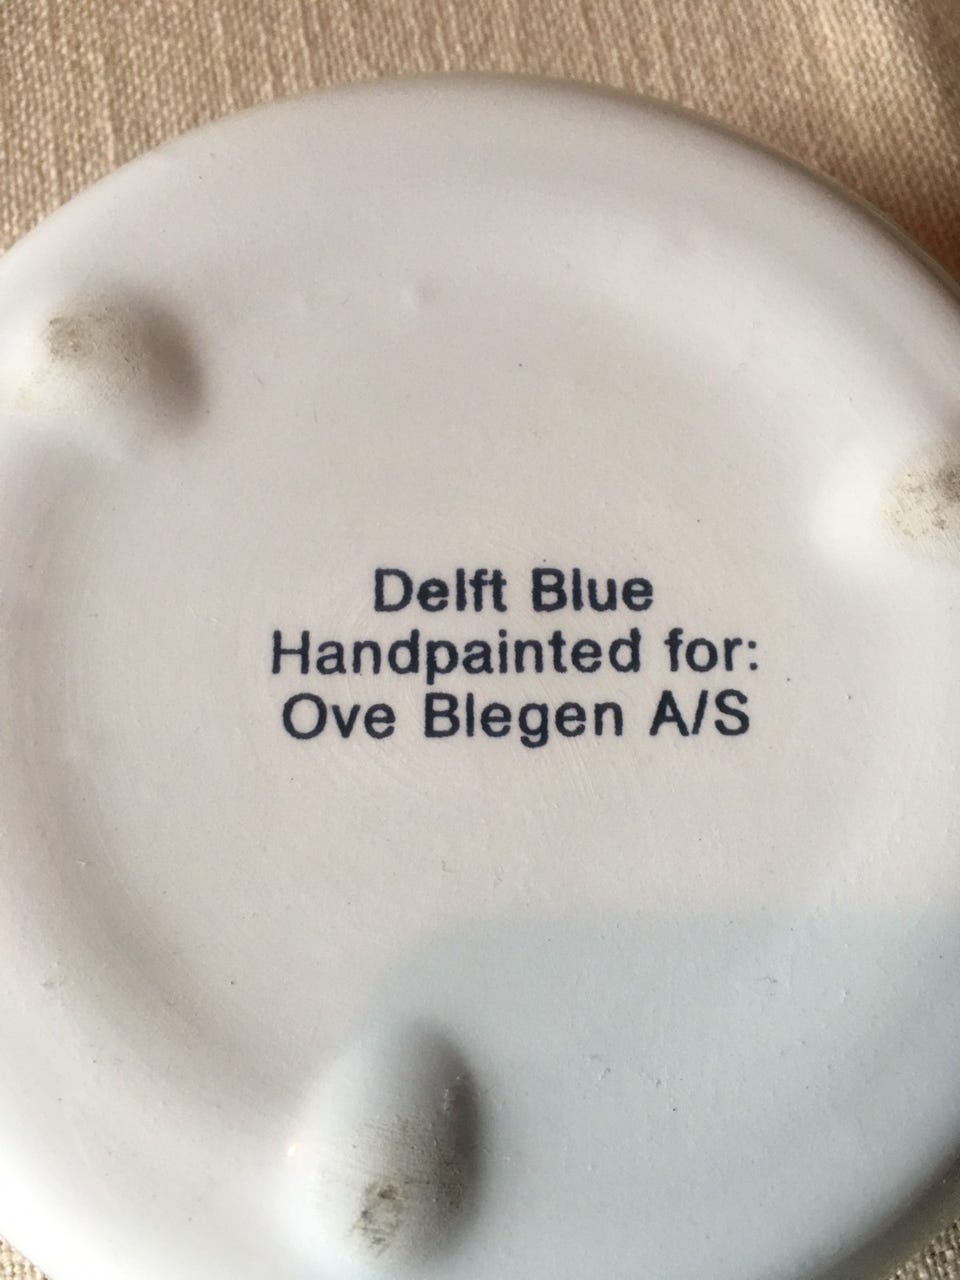 Delft Blue
Handpainted for:
Ove Blegen A/S